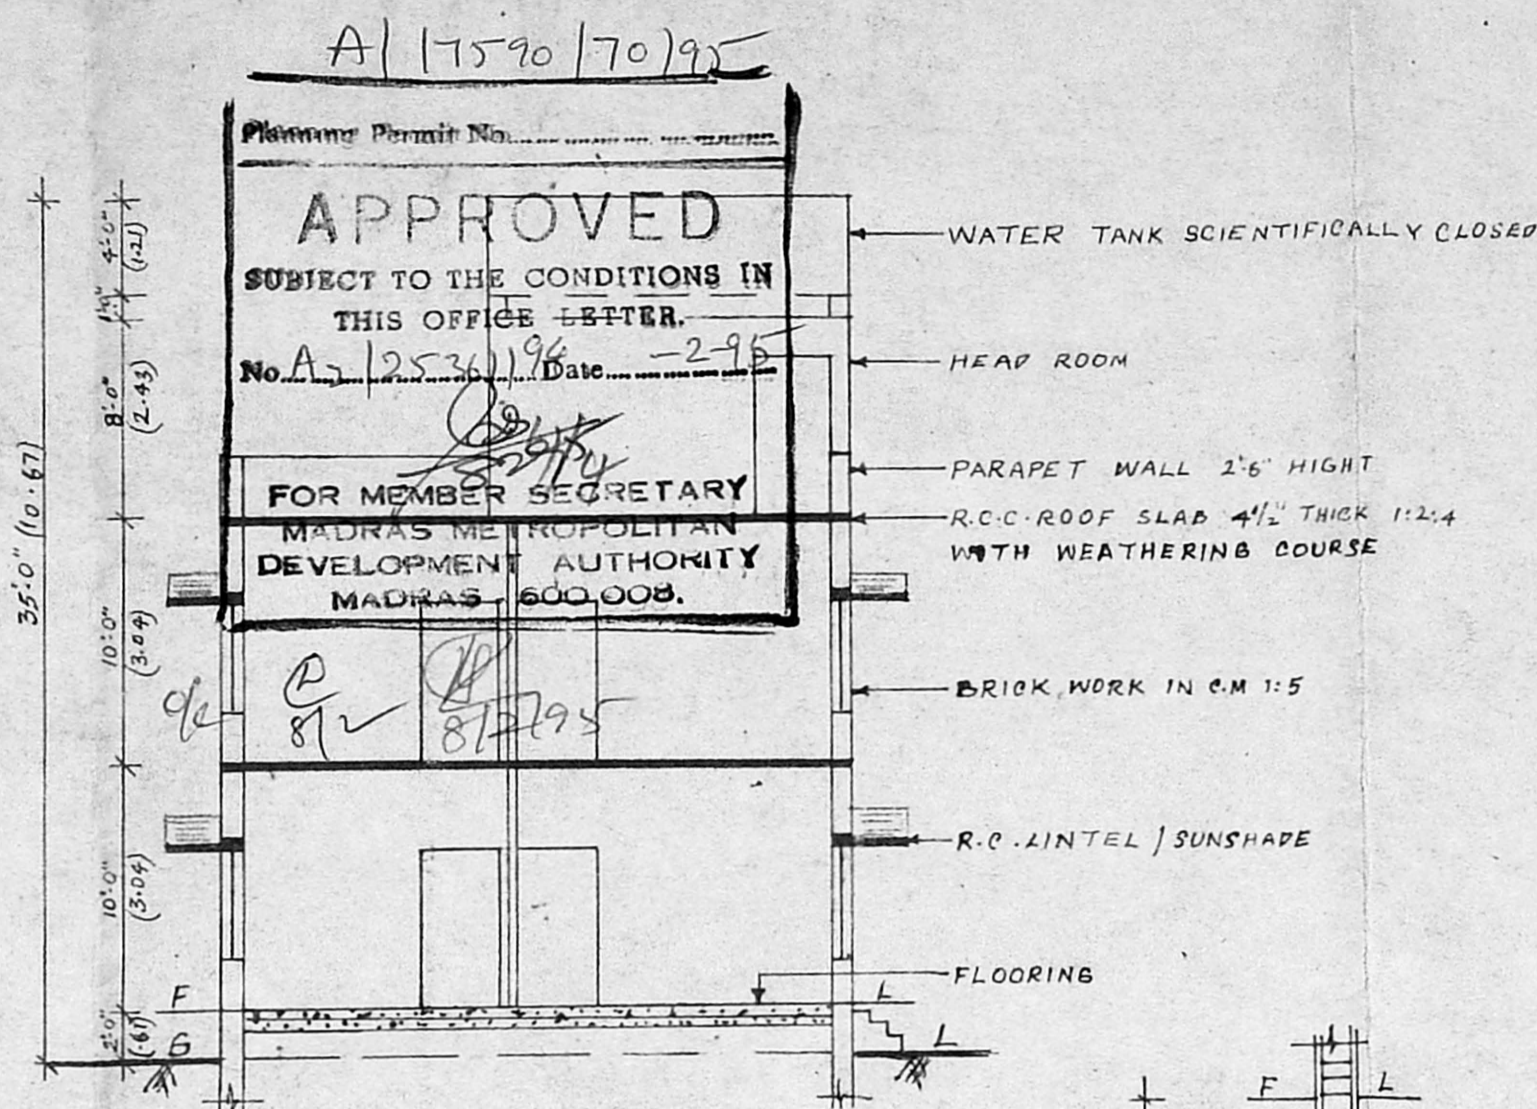 A/17590/70/95
Planning Permit No.
APPROVED
SUBJECT TO THE CONDITIONS IN
THIS OFFICE LETTER.
No. Date -2-95
FOR MEMBER SECRETARY
MADRAS METROPOLITAN
DEVELOPMENT AUTHORITY
MADRAS - 600 008.
8/2
8/2/95
WATER TANK SCIENTIFICALLY CLOSED
HEAD ROOM
PARAPET WALL 2'-6" HIGHT
R.C.C. ROOF SLAB 4½" THICK 1:2:4
WITH WEATHERING COURSE
BRICK WORK IN C.M 1:5
R.C. LINTEL / SUNSHADE
FLOORING
35'-0" (10.67)
4'-0"
(1.21)
8'-0"
(2.43)
10'-0"
(3.04)
10'-0"
(3.04)
2'-0"
(.61)
F L
G L
F L